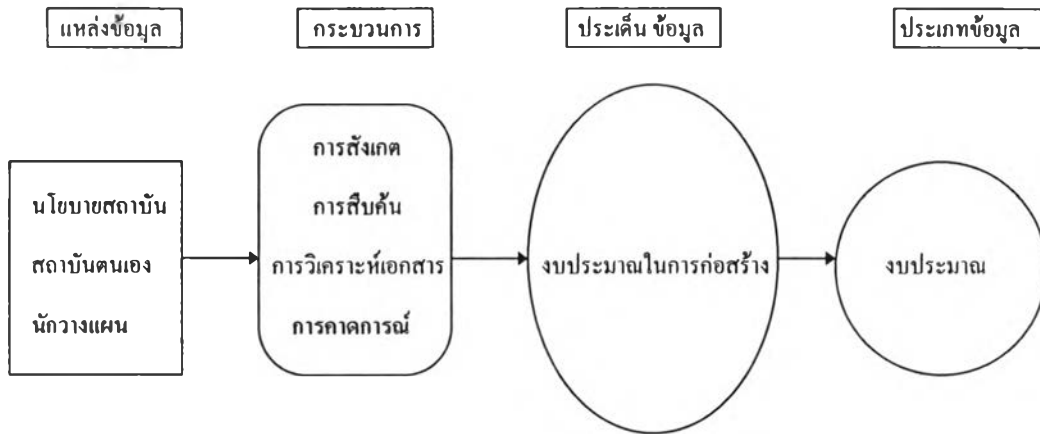 แหล่งข้อมูล
กระบวนการ
ประเด็น ข้อมูล
ประเภทข้อมูล
นโยบายสถาบัน
สถาบันตนเอง
นักวางแผน
การสังเกต
การสืบค้น
การวิเคราะห์เอกสาร
การคาดการณ์
งบประมาณในการก่อสร้าง
งบประมาณ